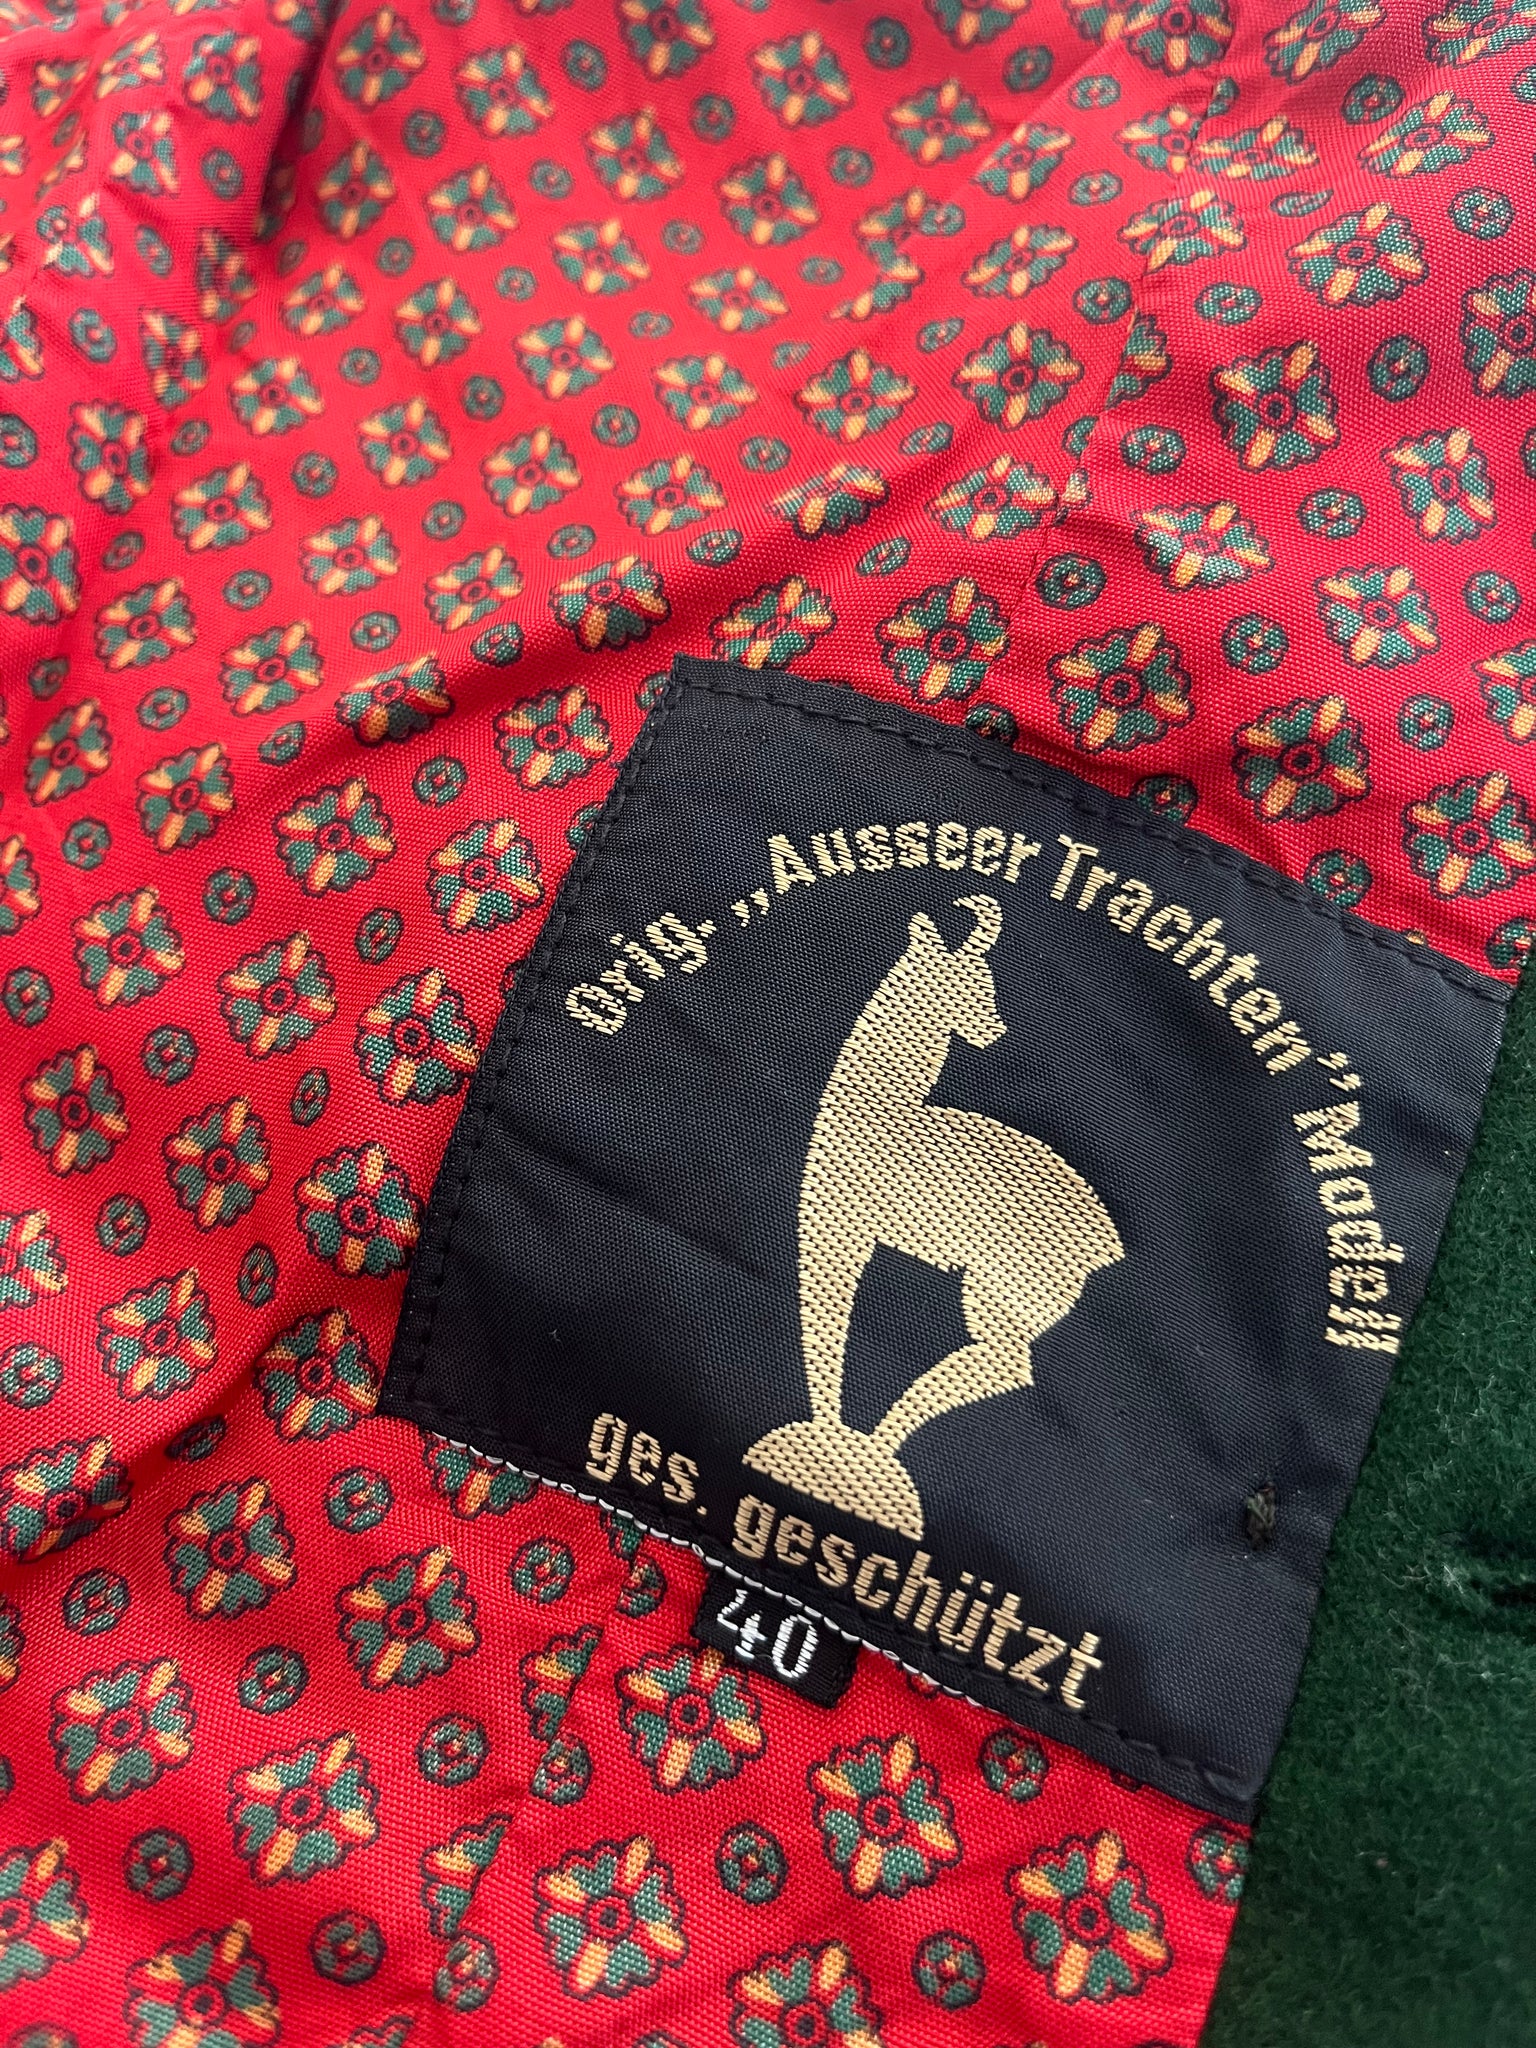 Orig. „Ausseer Trachten” Modell
ges. geschützt
40